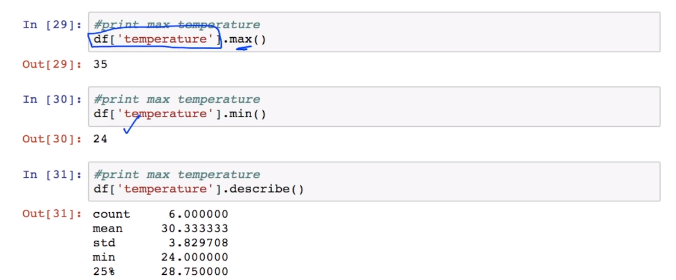 In [29]: #print max temperature
df['temperature'].max()
Out[29]: 35
In [30]: #print max temperature
df['temperature'].min()
Out[30]: 24
In [31]: #print max temperature
df['temperature'].describe()
Out[31]: count 6.000000
mean 30.333333
std 3.829708
min 24.000000
25% 28.750000